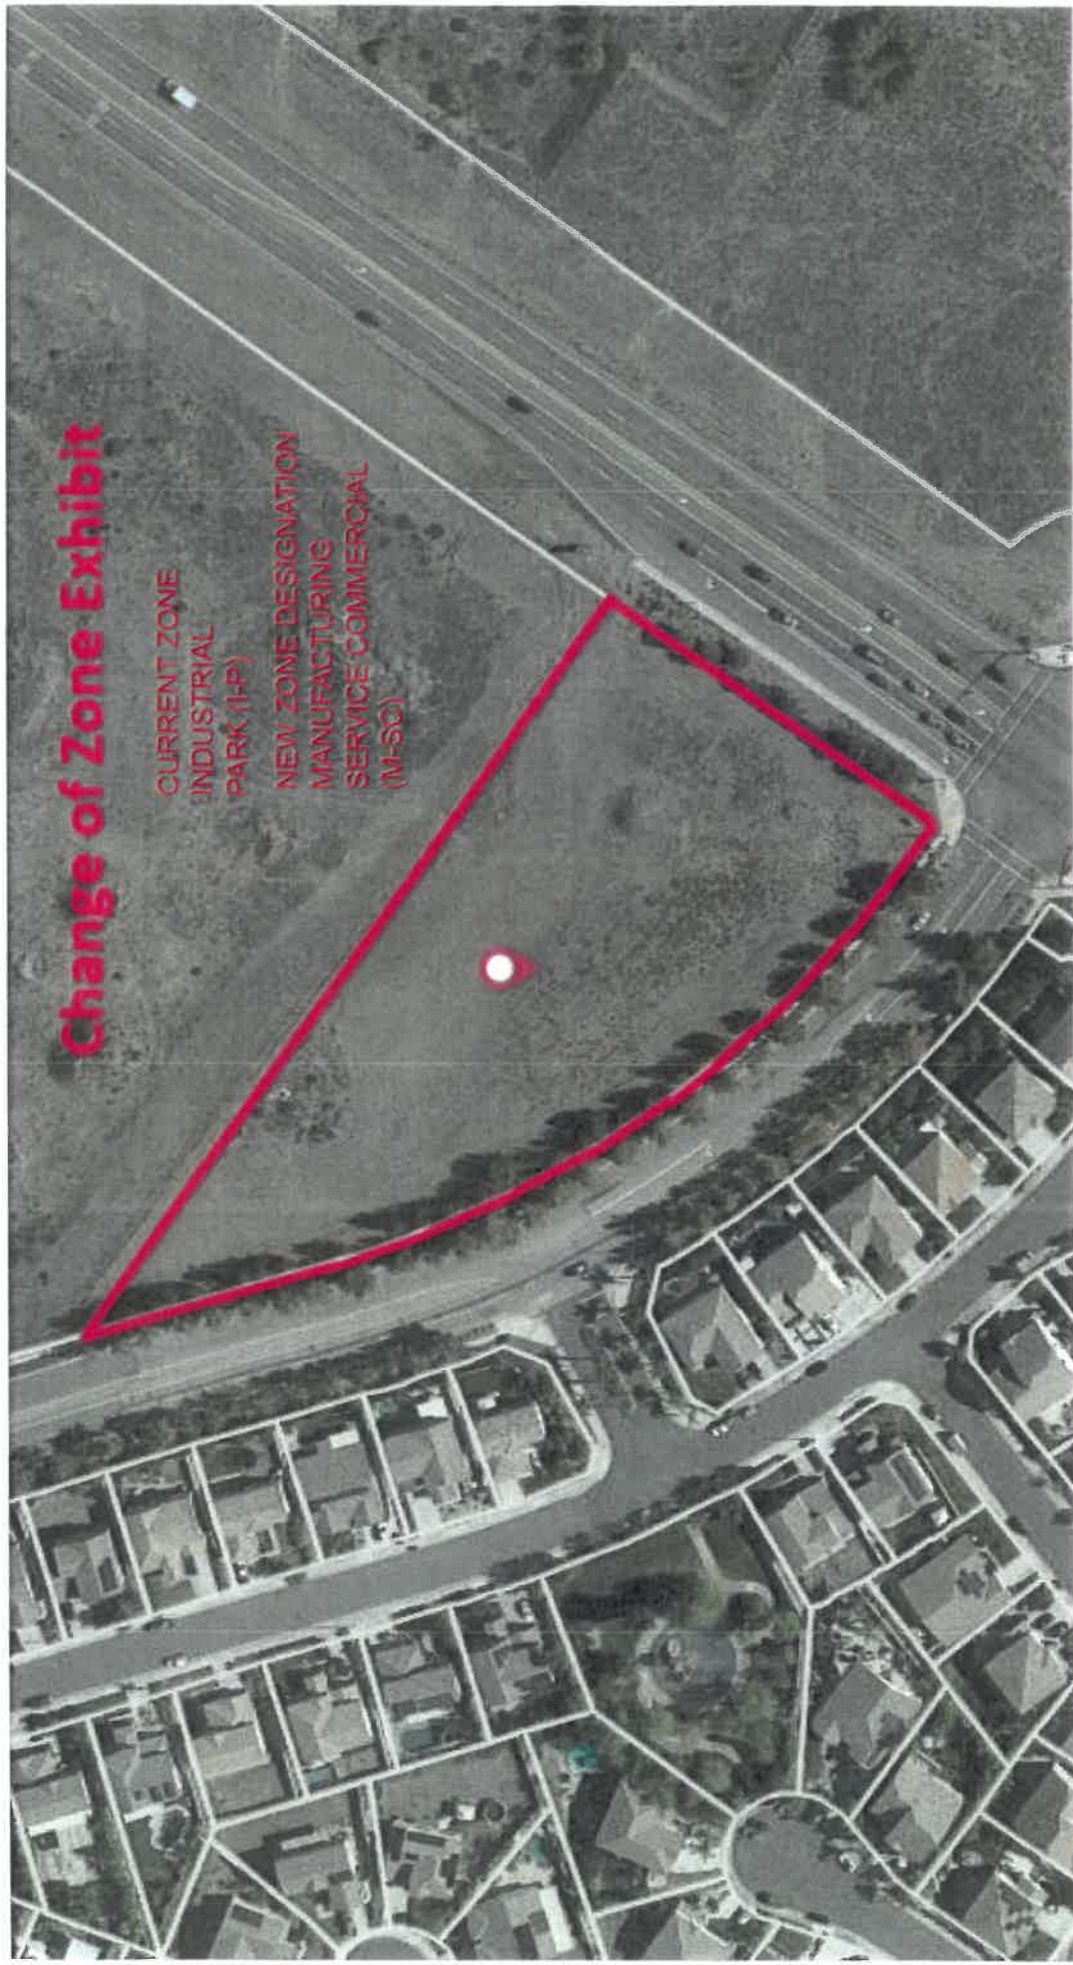 Change of Zone Exhibit
CURRENT ZONE
INDUSTRIAL
PARK (I-P)
NEW ZONE DESIGNATION
MANUFACTURING
SERVICE COMMERCIAL
(M-SC)